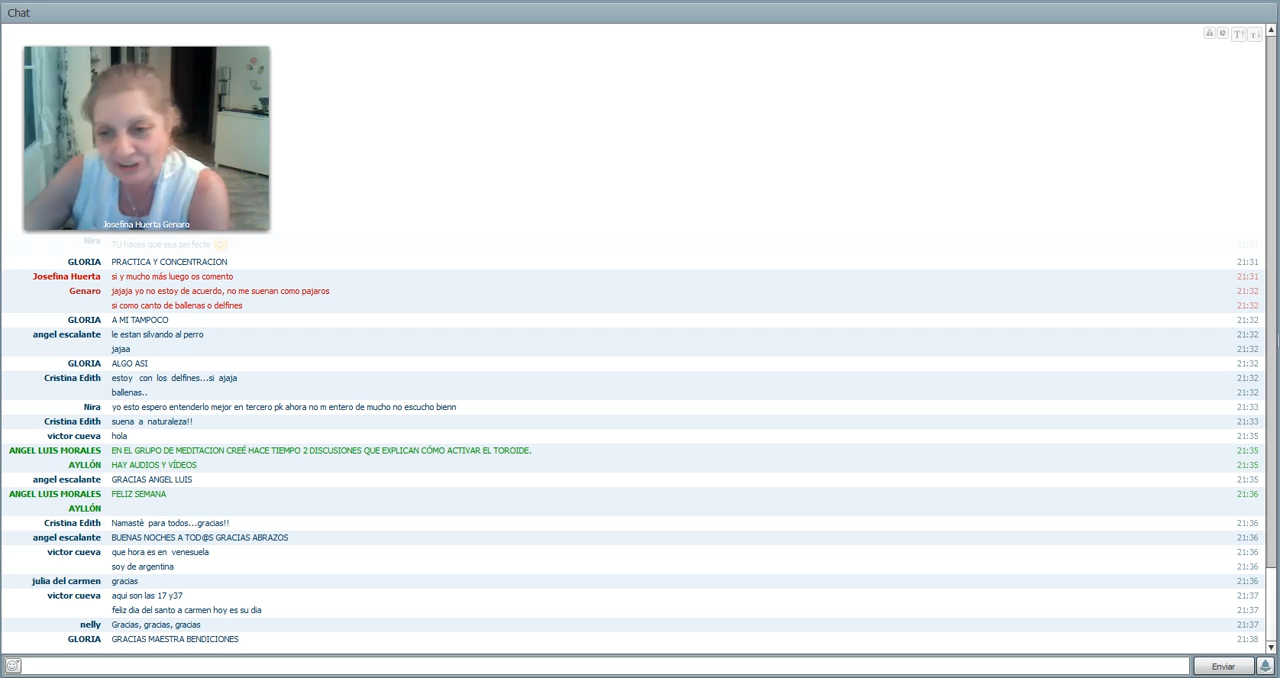 Chat
Josefina Huerta Genaro
Nira TU haces que sea perfecto 21:31
GLORIA PRACTICA Y CONCENTRACION 21:31
Josefina Huerta si y mucho más luego os comento 21:31
Genaro jajaja yo no estoy de acuerdo, no me suenan como pajaros 21:32
si como canto de ballenas o delfines 21:32
GLORIA A MI TAMPOCO 21:32
angel escalante le estan silvando al perro 21:32
jajaa 21:32
GLORIA ALGO ASI 21:32
Cristina Edith estoy con los delfines...si ajaja 21:32
ballenas.. 21:32
Nira yo esto espero entenderlo mejor en tercero pk ahora no m entero de mucho no escucho bienn 21:33
Cristina Edith suena a naturaleza!! 21:33
victor cueva hola 21:35
ANGEL LUIS MORALES EN EL GRUPO DE MEDITACION CREÉ HACE TIEMPO 2 DISCUSIONES QUE EXPLICAN CÓMO ACTIVAR EL TOROIDE. 21:35
AYLLÓN HAY AUDIOS Y VÍDEOS 21:35
angel escalante GRACIAS ANGEL LUIS 21:35
ANGEL LUIS MORALES FELIZ SEMANA 21:36
AYLLÓN
Cristina Edith Namastè para todos...gracias!! 21:36
angel escalante BUENAS NOCHES A TOD@S GRACIAS ABRAZOS 21:36
victor cueva que hora es en venesuela 21:36
soy de argentina 21:36
julia del carmen gracias 21:36
victor cueva aqui son las 17 y37 21:37
feliz dia del santo a carmen hoy es su dia 21:37
nelly Gracias, gracias, gracias 21:37
GLORIA GRACIAS MAESTRA BENDICIONES 21:38
Enviar